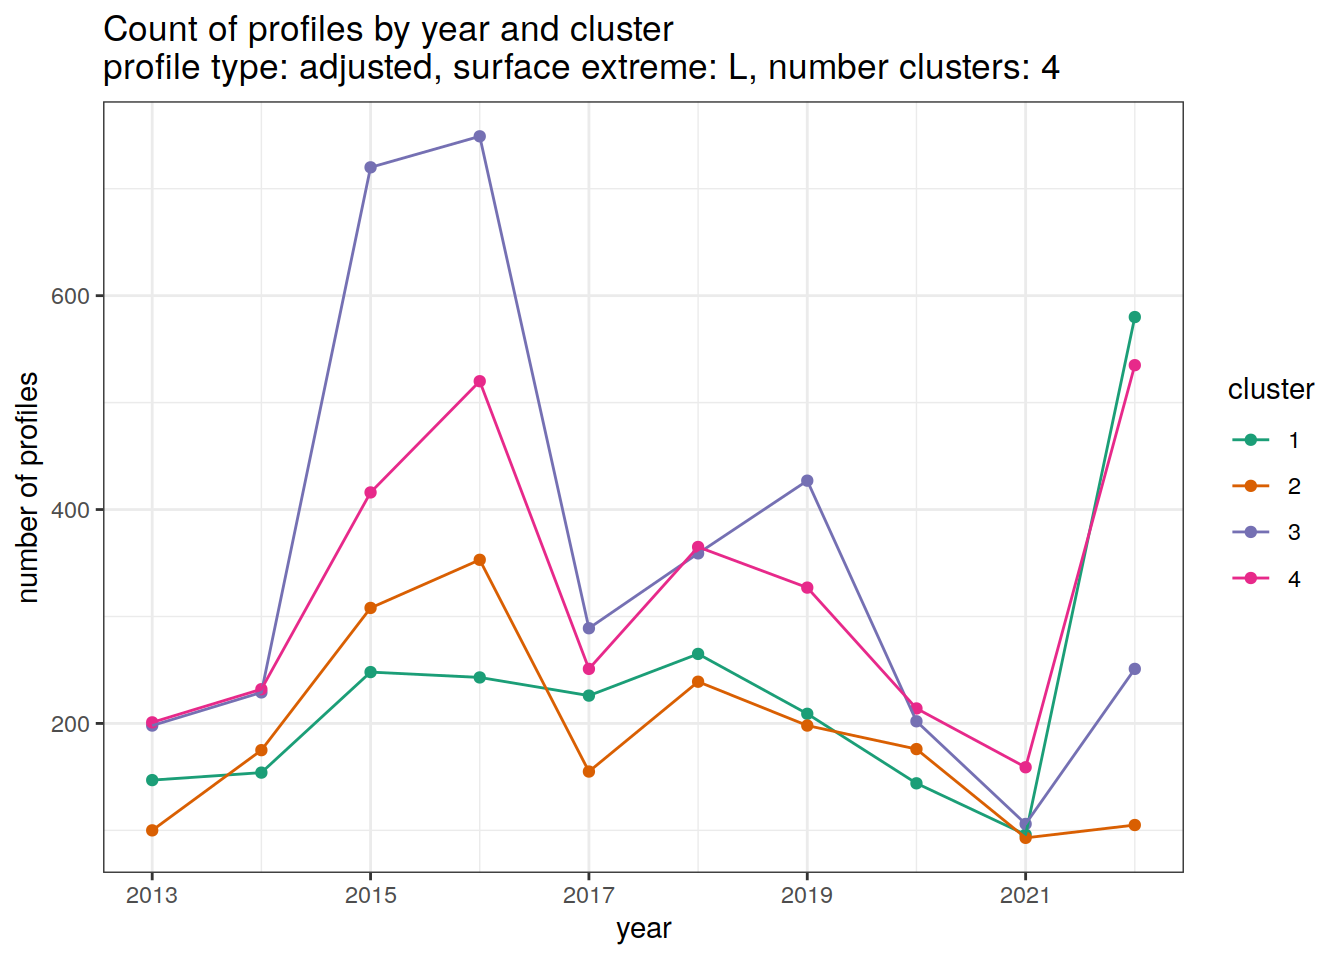 Count of profiles by year and cluster
profile type: adjusted, surface extreme: L, number clusters: 4
number of profiles
600
400
200
2013
2015
2017
2019
2021
year
cluster
1
2
3
4